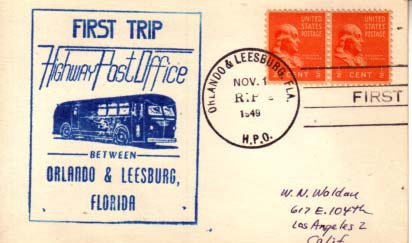 FIRST TRIP
Highway Post Office
BETWEEN
ORLANDO & LEESBURG,
FLORIDA
ORLANDO & LEESBURG, FLA.
NOV. 1
1949
H.P.O.
UNITED
STATES
POSTAGE
2 CENT 2
UNITED
STATES
POSTAGE
2 CENT 2
FIRST
W. N. Waldau
617 E. 104th
Los Angeles 2
Calif.